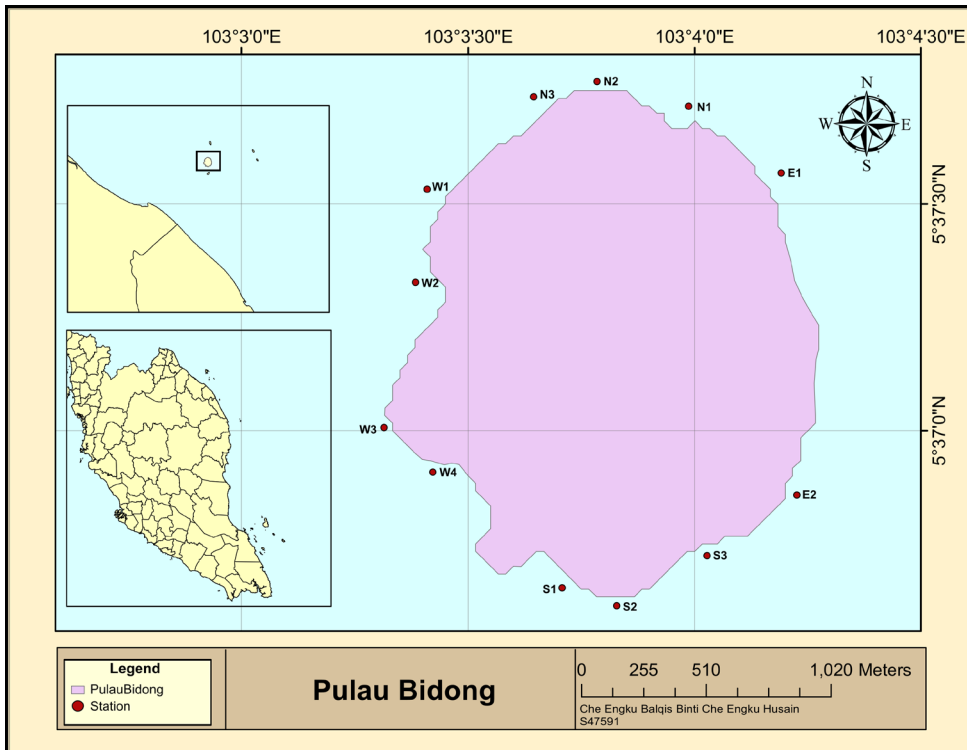 103°3'0"E 103°3'30"E 103°4'0"E 103°4'30"E
N2
N3
N1
N
W E
S
E1
W1
5°37'30"N
W2
W3
5°37'0"N
W4
E2
S3
S1
S2
Legend
PulauBidong
Station
Pulau Bidong
0 255 510 1,020 Meters
Che Engku Balqis Binti Che Engku Husain
S47591